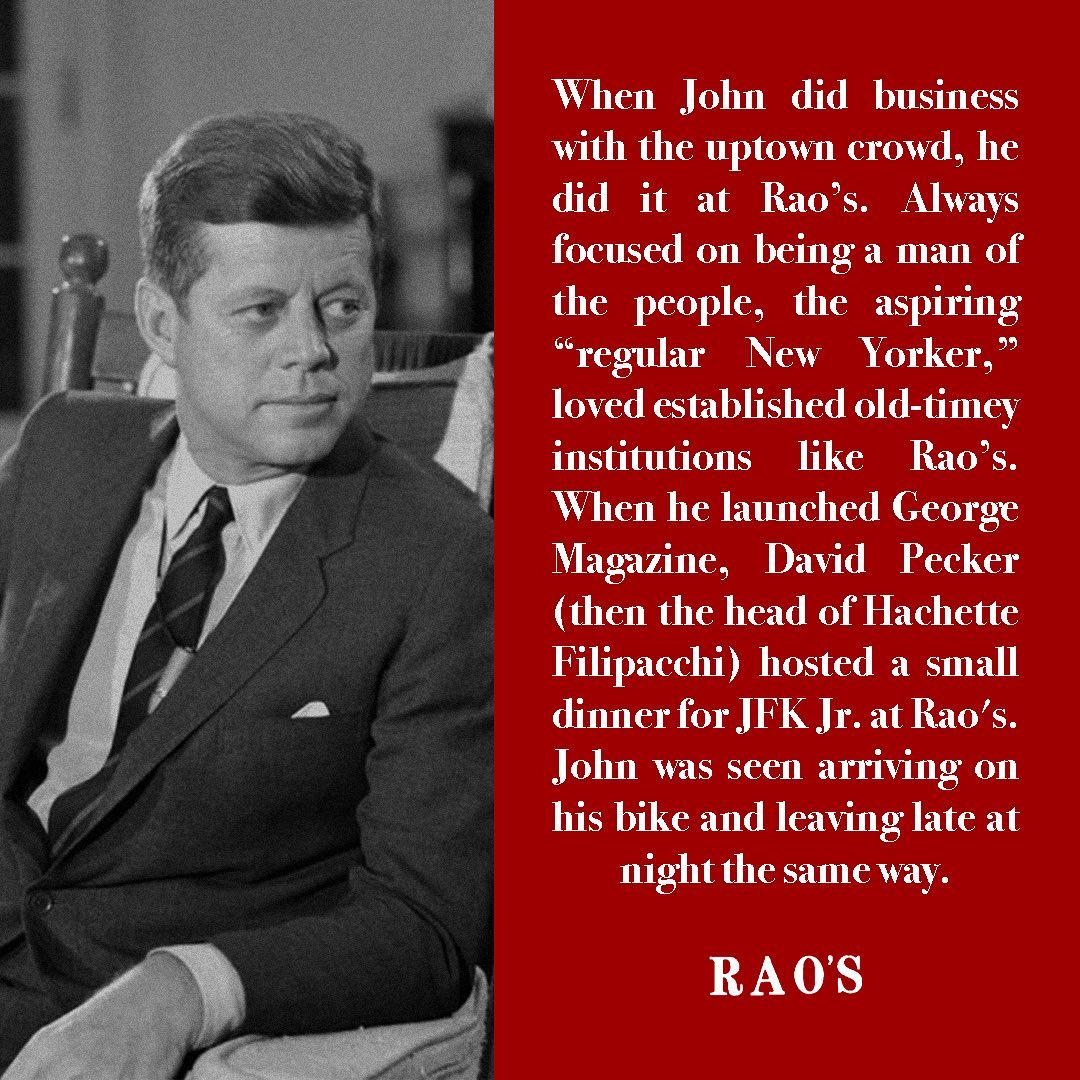 When John did business
with the uptown crowd, he
did it at Rao’s. Always
focused on being a man of
the people, the aspiring
“regular New Yorker,”
loved established old-timey
institutions like Rao’s.
When he launched George
Magazine, David Pecker
(then the head of Hachette
Filipacchi) hosted a small
dinner for JFK Jr. at Rao's.
John was seen arriving on
his bike and leaving late at
night the same way.
RAO’S